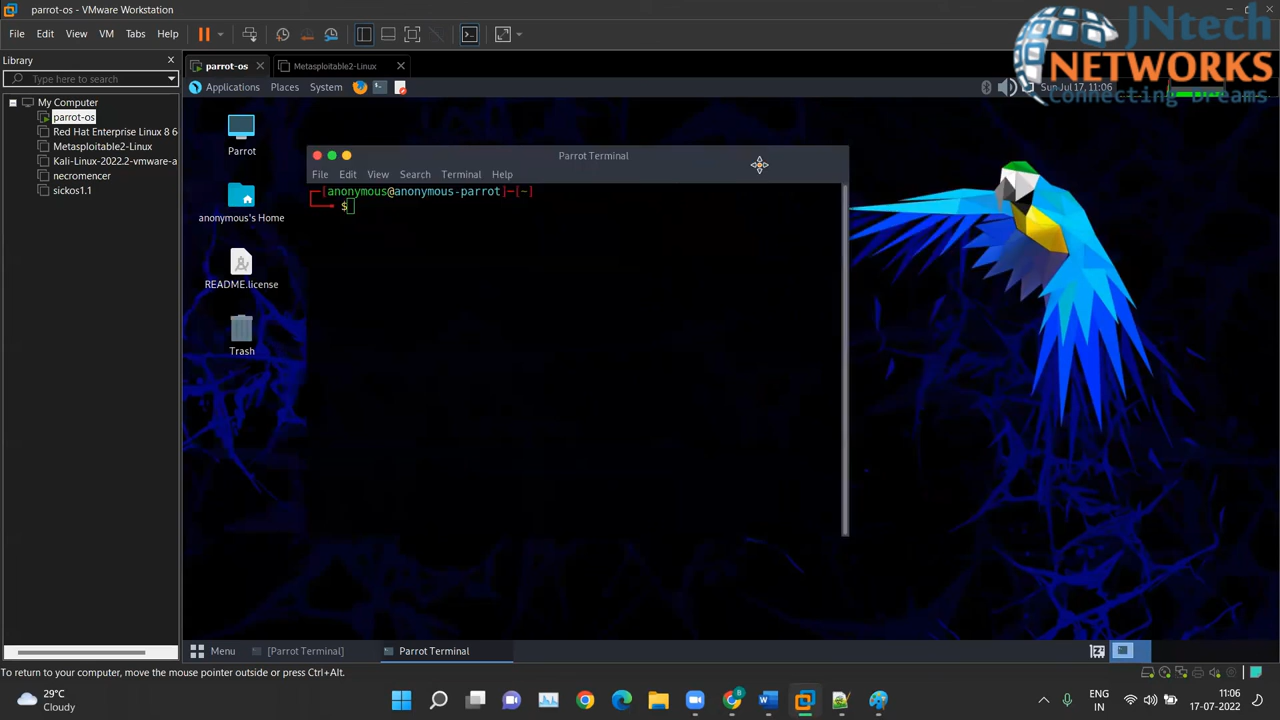 parrot-os - VMware Workstation
File Edit View VM Tabs Help
JNtech
NETWORKS
Connecting Dreams
Library
Type here to search
My Computer
parrot-os
Red Hat Enterprise Linux 8 6
Metasploitable2-Linux
Kali-Linux-2022.2-vmware-a
necromencer
sickos1.1
parrot-os Metasploitable2-Linux
Applications Places System
Sun Jul 17, 11:06
Parrot
anonymous's Home
README.license
Trash
Parrot Terminal
File Edit View Search Terminal Help
[anonymous@anonymous-parrot]─[~]
$
Menu [Parrot Terminal] Parrot Terminal
To return to your computer, move the mouse pointer outside or press Ctrl+Alt.
29°C
Cloudy
ENG
IN
11:06
17-07-2022